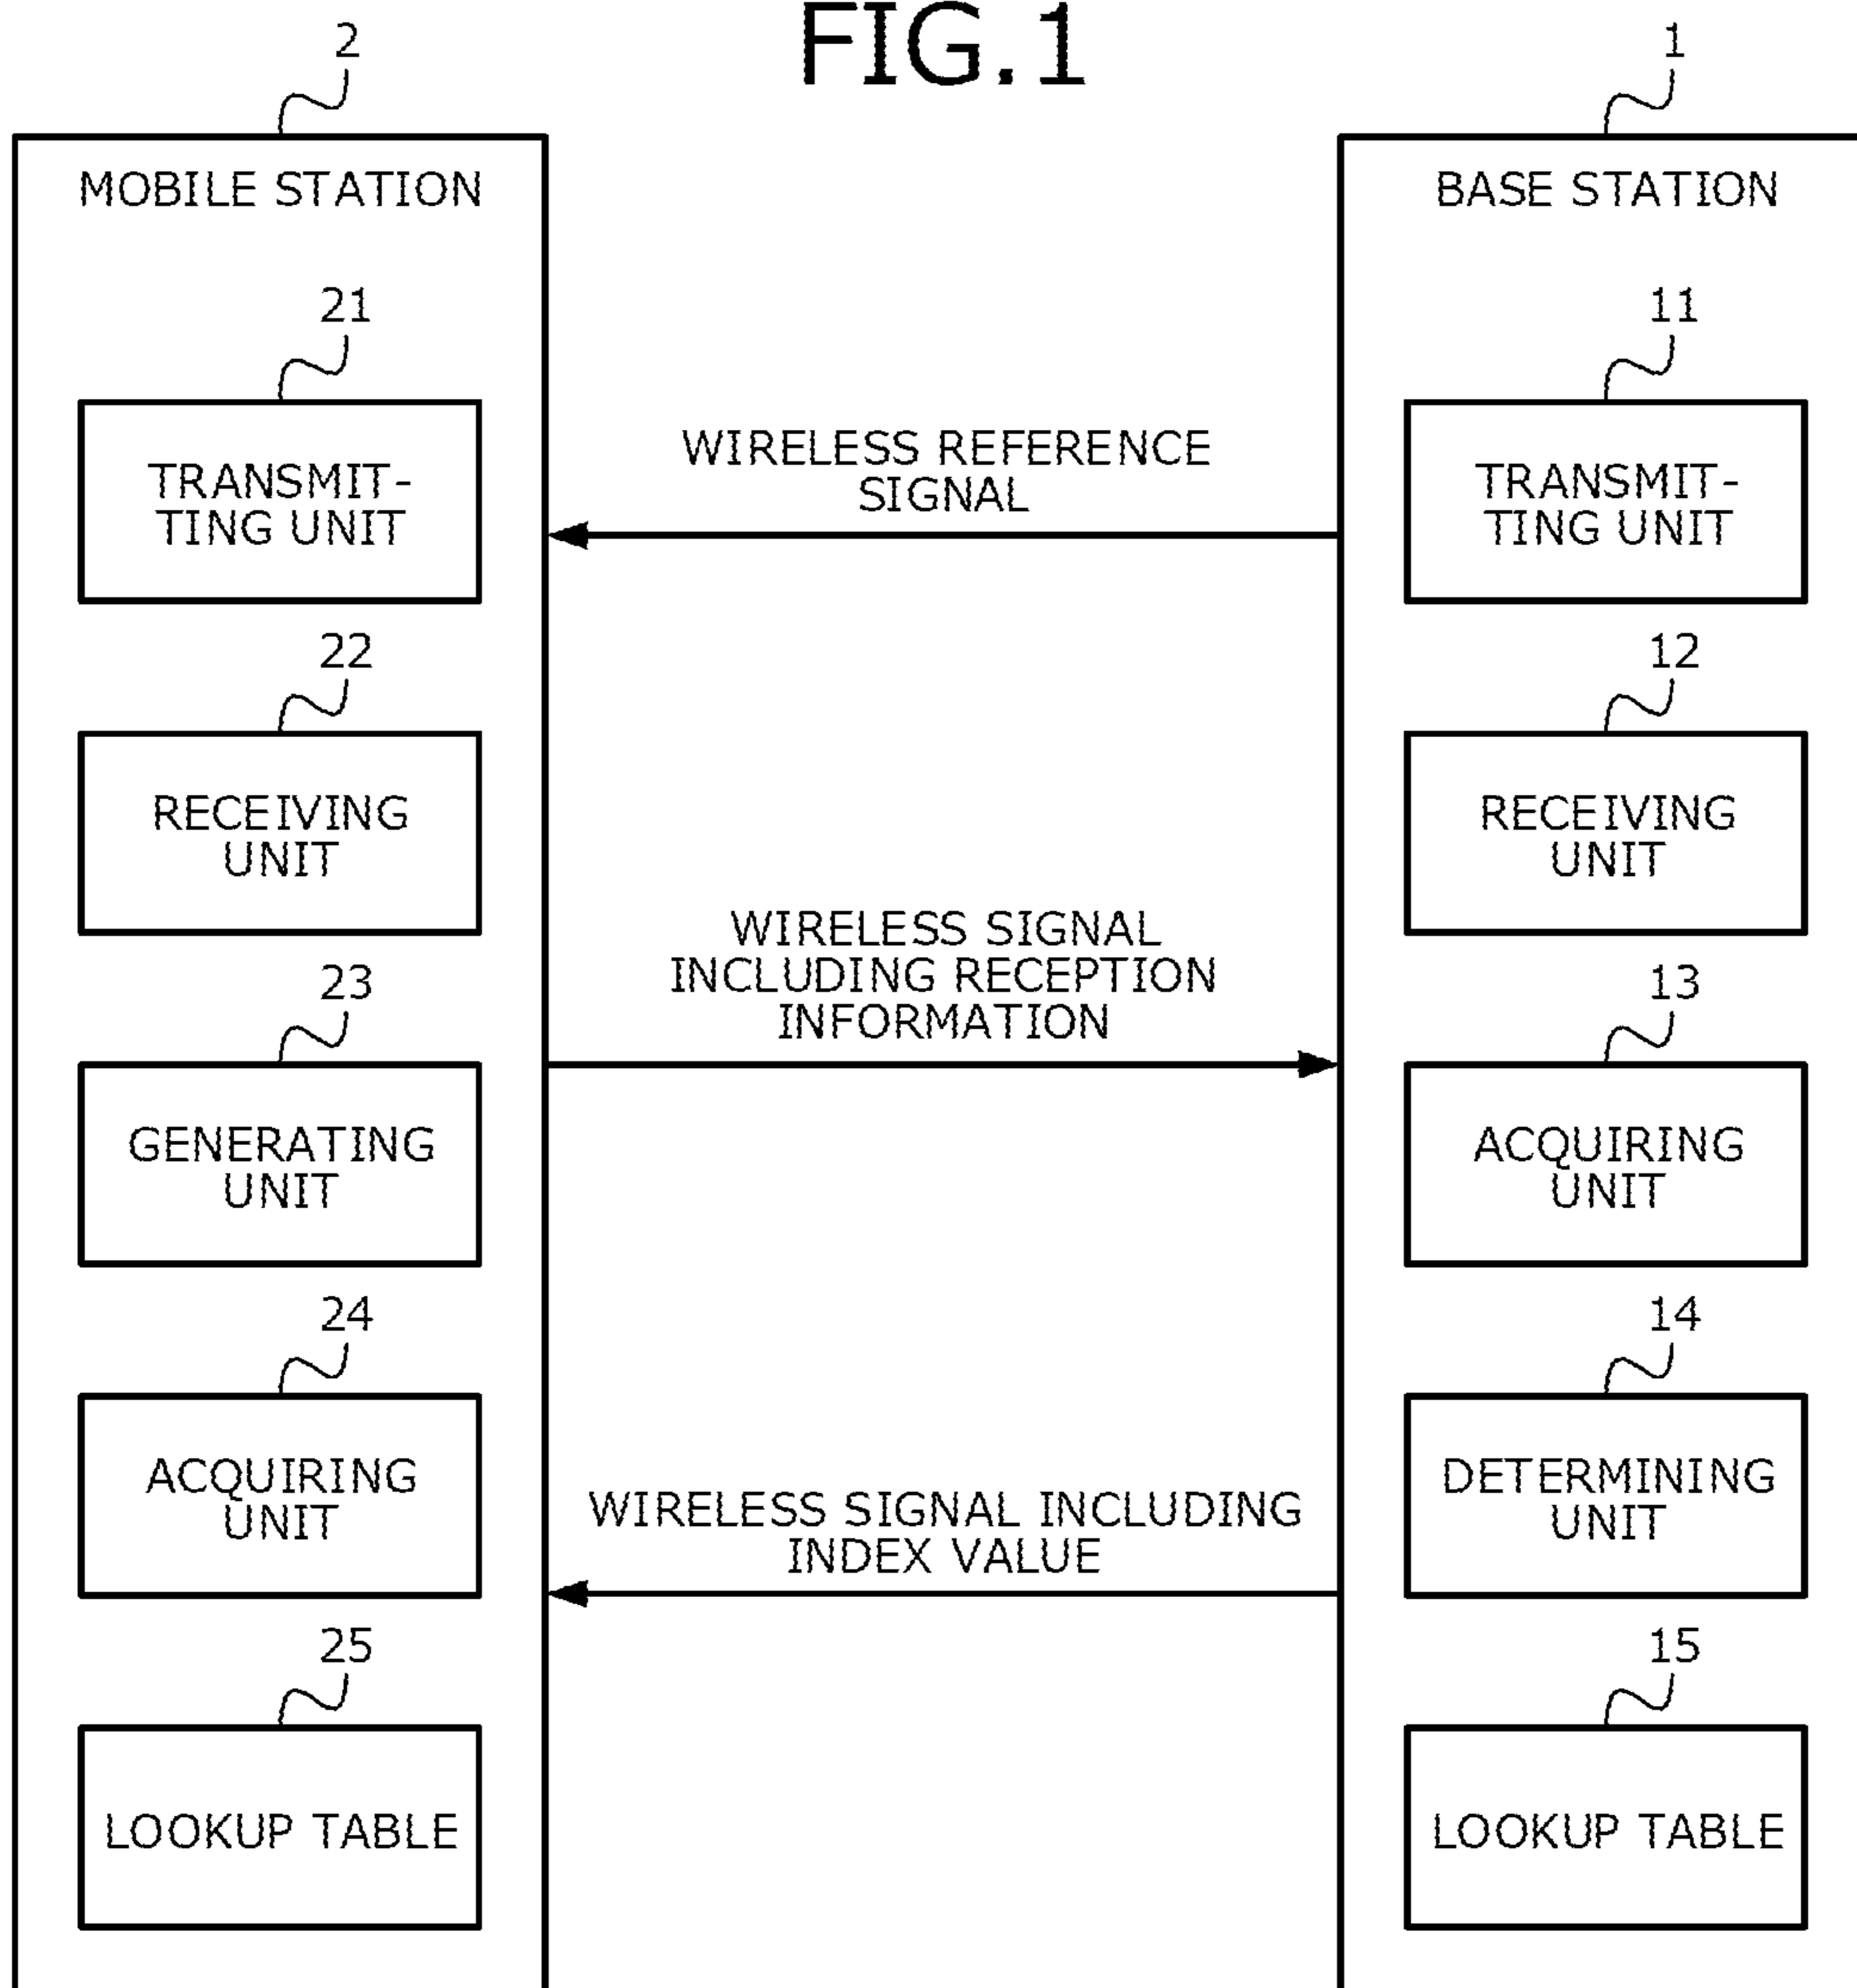 FIG.1
2
MOBILE STATION
21
TRANSMIT-
TING UNIT
22
RECEIVING
UNIT
23
GENERATING
UNIT
24
ACQUIRING
UNIT
25
LOOKUP TABLE
WIRELESS REFERENCE
SIGNAL
WIRELESS SIGNAL
INCLUDING RECEPTION
INFORMATION
WIRELESS SIGNAL INCLUDING
INDEX VALUE
1
BASE STATION
11
TRANSMIT-
TING UNIT
12
RECEIVING
UNIT
13
ACQUIRING
UNIT
14
DETERMINING
UNIT
15
LOOKUP TABLE